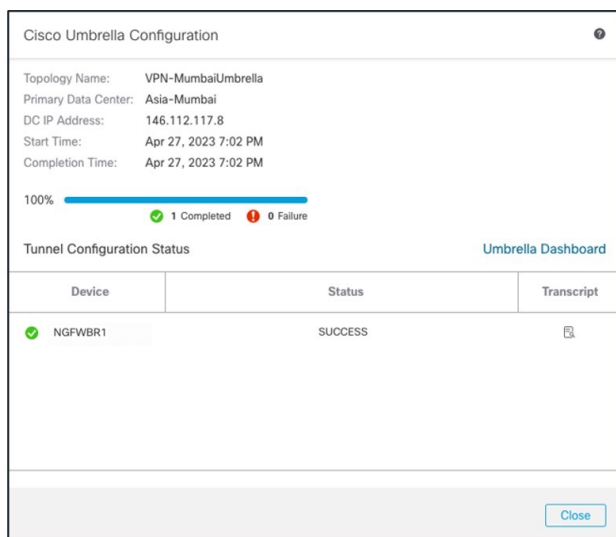 Cisco Umbrella Configuration
Topology Name: VPN-MumbaiUmbrella
Primary Data Center: Asia-Mumbai
DC IP Address: 146.112.117.8
Start Time: Apr 27, 2023 7:02 PM
Completion Time: Apr 27, 2023 7:02 PM
100%
1 Completed 0 Failure
Tunnel Configuration Status Umbrella Dashboard
Device Status Transcript
NGFWBR1 SUCCESS
Close